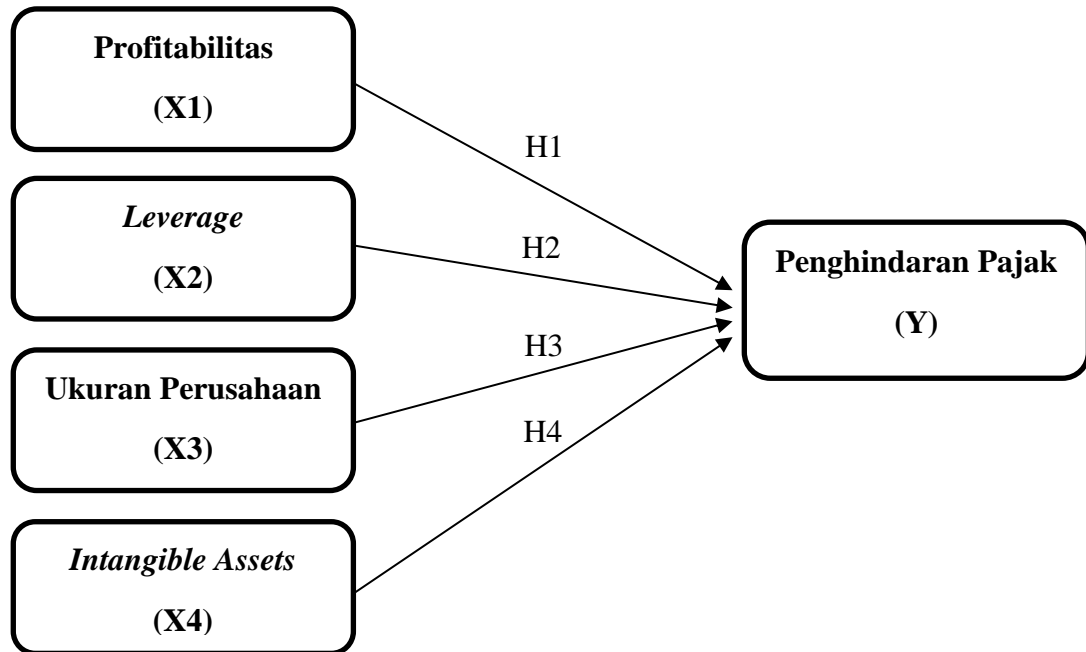 Profitabilitas
(X1)
H1
Leverage
(X2)
H2
Penghindaran Pajak
(Y)
Ukuran Perusahaan
(X3)
H3
H4
Intangible Assets
(X4)